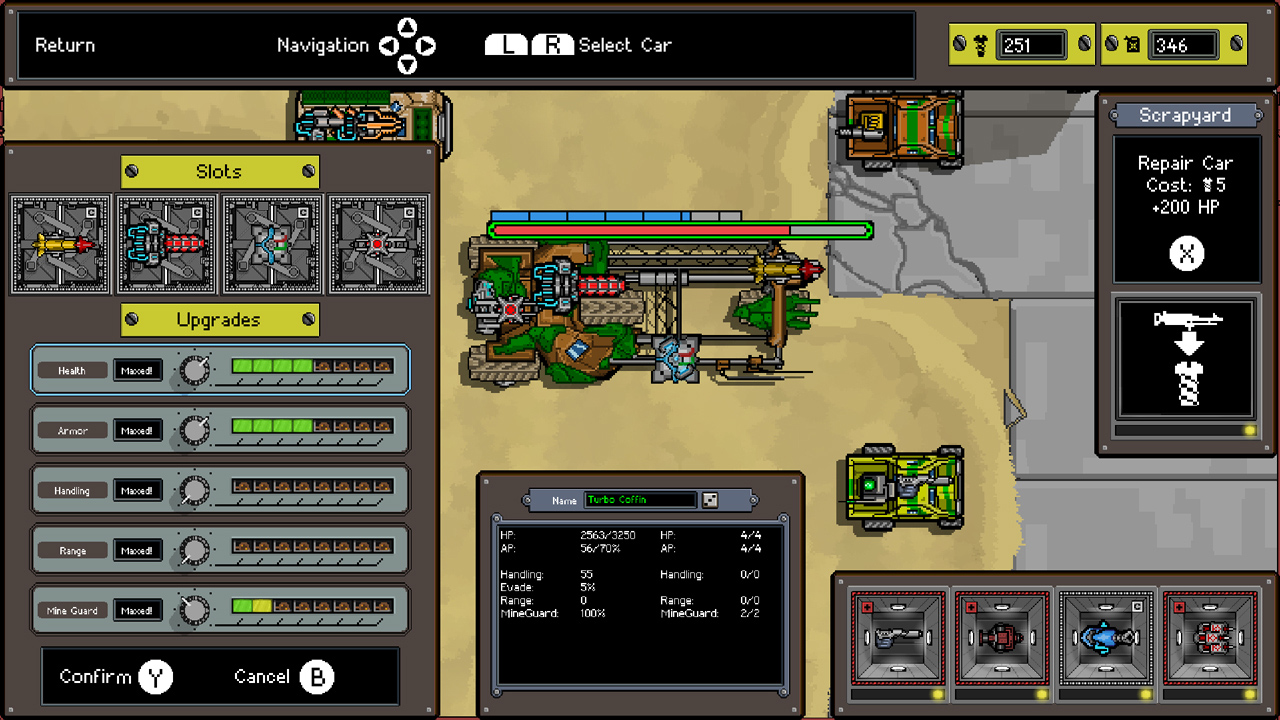 Return
Navigation
L R Select Car
251
346
Scrapyard
Repair Car
Cost: 5
+200 HP
X
Slots
C C C C
Upgrades
Health Maxed!
Armor Maxed!
Handling Maxed!
Range Maxed!
Mine Guard Maxed!
Confirm Y
Cancel B
Name Turbo Coffin
HP: 2563/3250 HP: 4/4
AP: 56/70% AP: 4/4
Handling: 55 Handling: 0/0
Evade: 5%
Range: 0 Range: 0/0
MineGuard: 100% MineGuard: 2/2
C